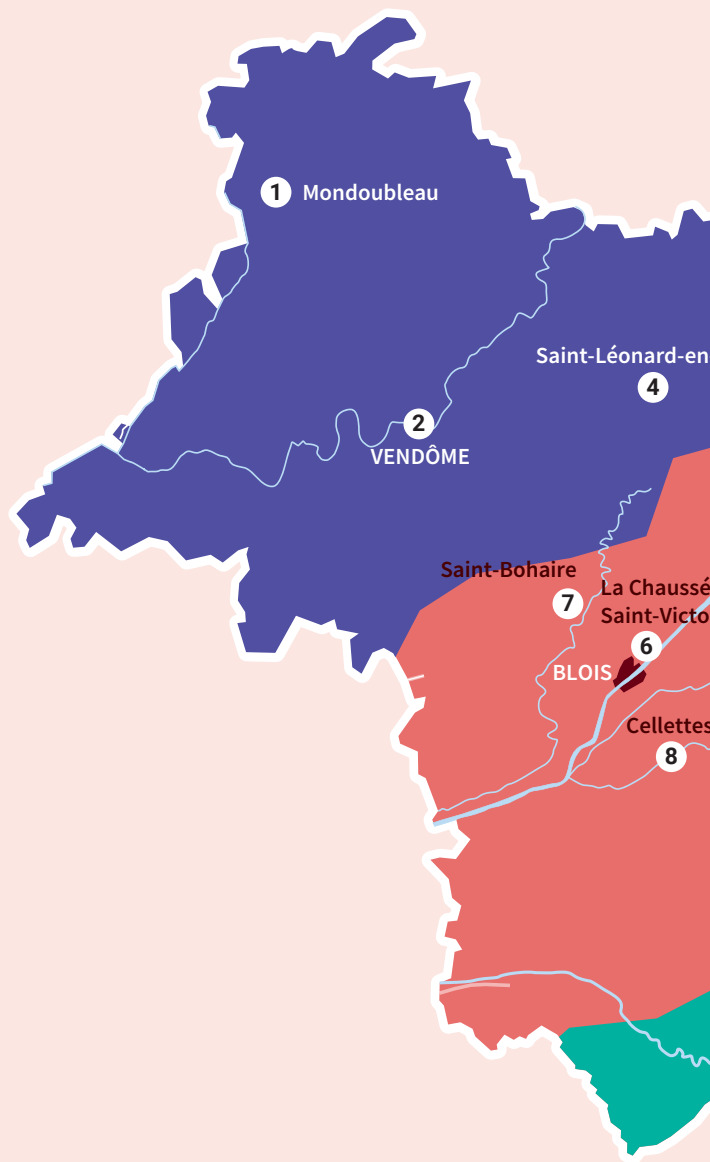 1 Mondoubleau
Saint-Léonard-en
4
2
VENDÔME
Saint-Bohaire
7
La Chaussé
Saint-Victo
6
BLOIS
Cellettes
8